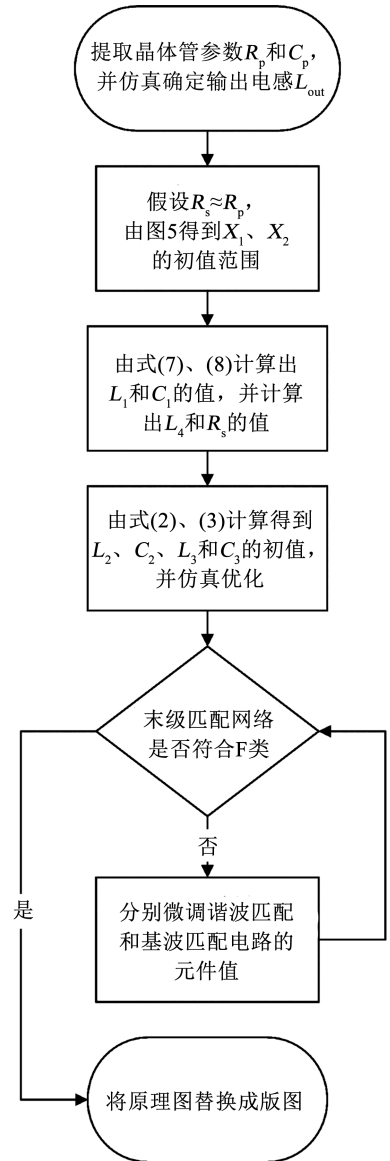 提取晶体管参数Rp和Cp，
并仿真确定输出电感Lout
假设Rs≈Rp，
由图5得到X1、X2
的初值范围
由式(7)、(8)计算出
L1和C1的值，并计算
出L4和Rs的值
由式(2)、(3)计算得到
L2、C2、L3和C3的初值，
并仿真优化
末级匹配网络
是否符合F类
否
是
分别微调谐波匹配
和基波匹配电路的
元件值
将原理图替换成版图